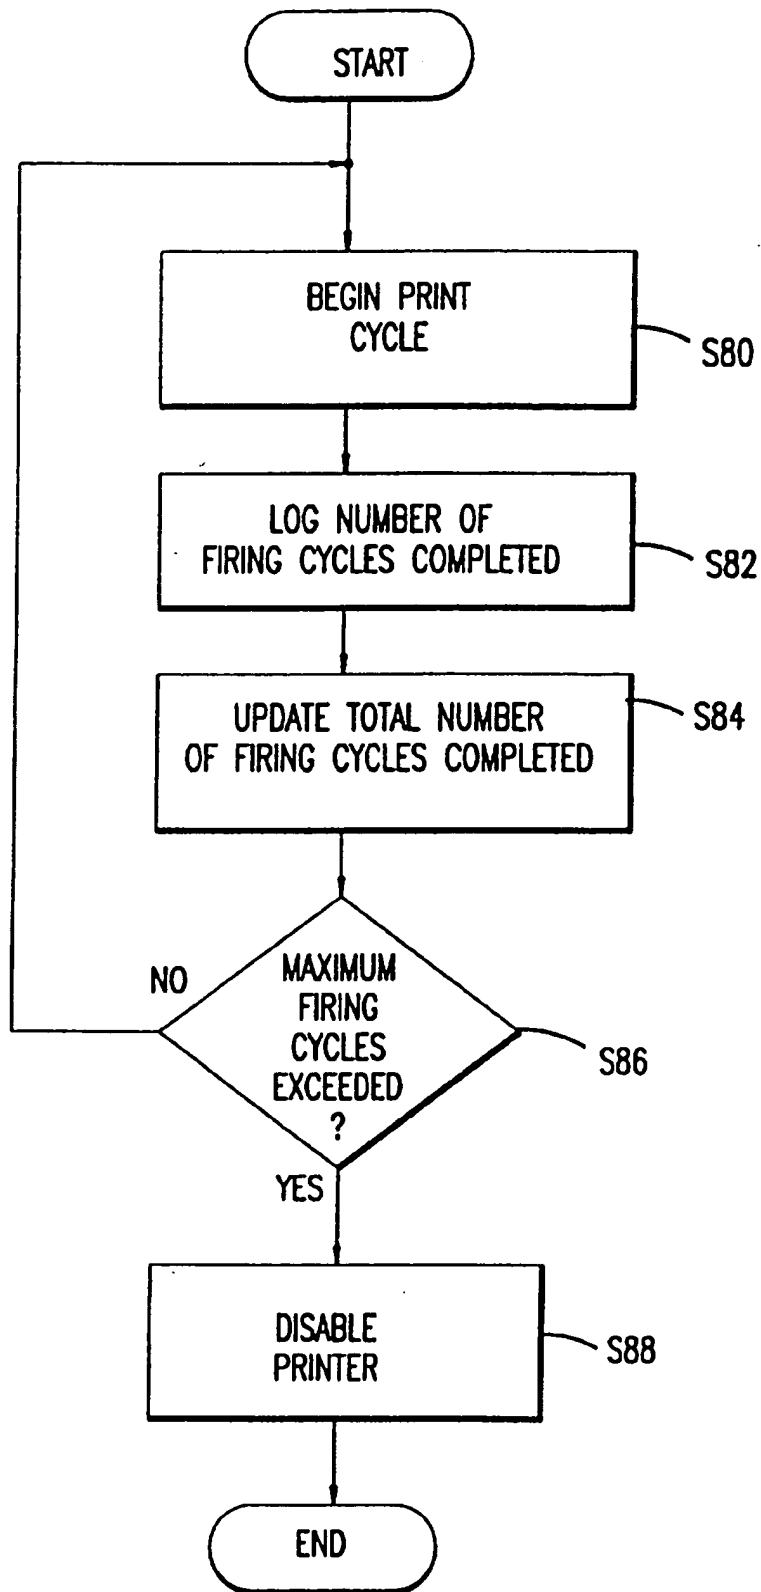 START
BEGIN PRINT
CYCLE
S80
LOG NUMBER OF
FIRING CYCLES COMPLETED
S82
UPDATE TOTAL NUMBER
OF FIRING CYCLES COMPLETED
S84
NO
MAXIMUM
FIRING
CYCLES
EXCEEDED
?
S86
YES
DISABLE
PRINTER
S88
END